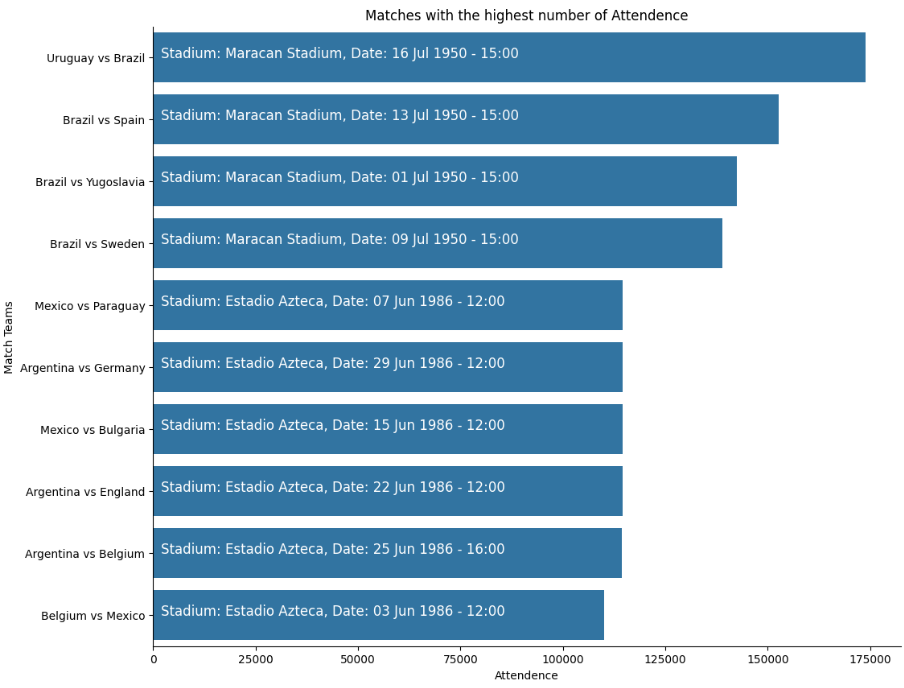 Matches with the highest number of Attendence
Uruguay vs Brazil
Stadium: Maracan Stadium, Date: 16 Jul 1950 - 15:00
Brazil vs Spain
Stadium: Maracan Stadium, Date: 13 Jul 1950 - 15:00
Brazil vs Yugoslavia
Stadium: Maracan Stadium, Date: 01 Jul 1950 - 15:00
Brazil vs Sweden
Stadium: Maracan Stadium, Date: 09 Jul 1950 - 15:00
Mexico vs Paraguay
Stadium: Estadio Azteca, Date: 07 Jun 1986 - 12:00
Argentina vs Germany
Stadium: Estadio Azteca, Date: 29 Jun 1986 - 12:00
Mexico vs Bulgaria
Stadium: Estadio Azteca, Date: 15 Jun 1986 - 12:00
Argentina vs England
Stadium: Estadio Azteca, Date: 22 Jun 1986 - 12:00
Argentina vs Belgium
Stadium: Estadio Azteca, Date: 25 Jun 1986 - 16:00
Belgium vs Mexico
Stadium: Estadio Azteca, Date: 03 Jun 1986 - 12:00
Match Teams
0 25000 50000 75000 100000 125000 150000 175000
Attendence